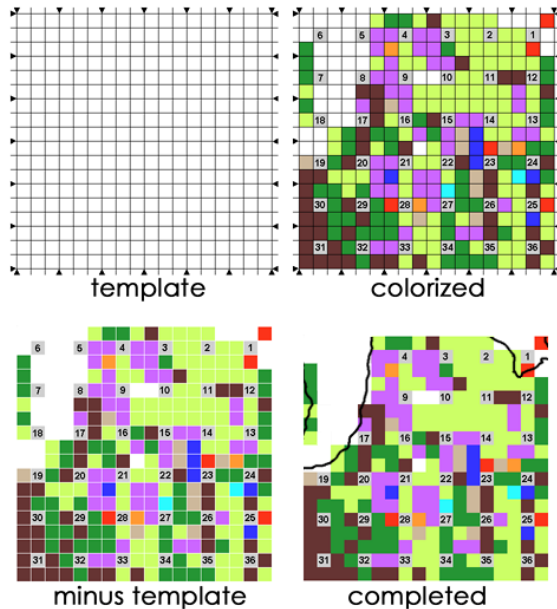 6 5 4 3 2 1
7 8 9 10 11 12
18 17 16 15 14 13
19 20 21 22 23 24
30 29 28 27 26 25
31 32 33 34 35 36
template
colorized
6 5 4 3 2 1
7 8 9 10 11 12
18 17 16 15 14 13
19 20 21 22 23 24
30 29 28 27 26 25
31 32 33 34 35 36
minus template
4 3 2 1
9 10 11 12
17 16 15 14 13
19 20 21 22 23 24
30 29 28 27 26 25
31 32 33 34 35 36
completed